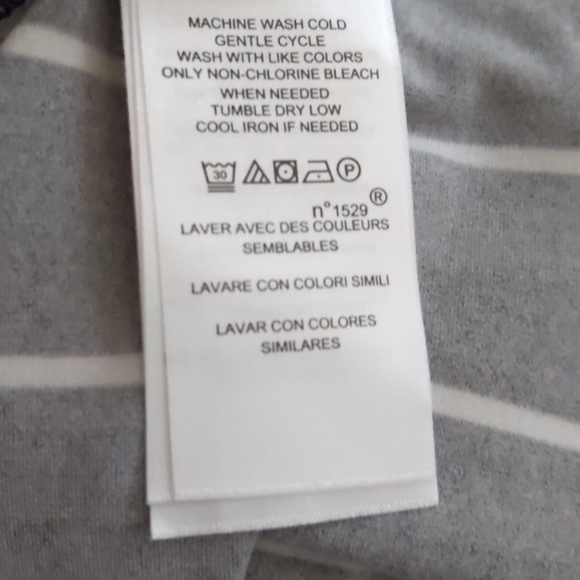 MACHINE WASH COLD
GENTLE CYCLE
WASH WITH LIKE COLORS
ONLY NON-CHLORINE BLEACH
WHEN NEEDED
TUMBLE DRY LOW
COOL IRON IF NEEDED
30 P
n°1529®
LAVER AVEC DES COULEURS
SEMBLABLES
LAVARE CON COLORI SIMILI
LAVAR CON COLORES
SIMILARES